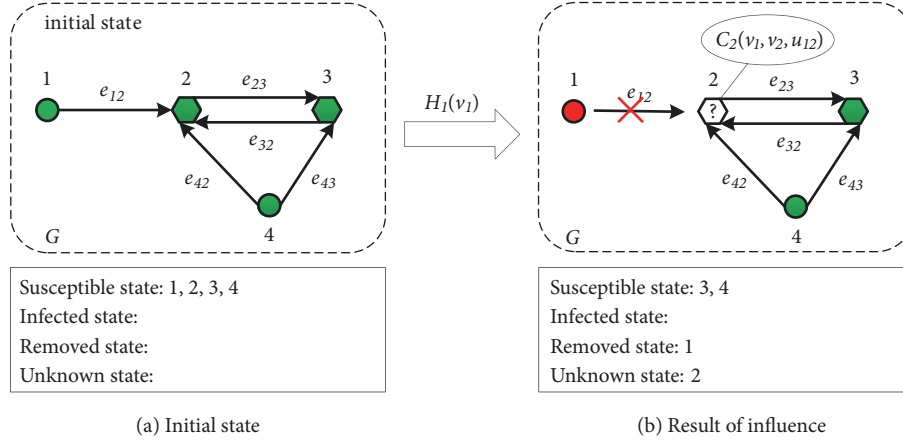 initial state
1
2
3
e12
e23
e32
e42
e43
4
G
Susceptible state: 1, 2, 3, 4
Infected state:
Removed state:
Unknown state:
(a) Initial state
H1(v1)
C2(v1, v2, u12)
1
2
3
e12
e23
?
e32
e42
e43
4
G
Susceptible state: 3, 4
Infected state:
Removed state: 1
Unknown state: 2
(b) Result of influence